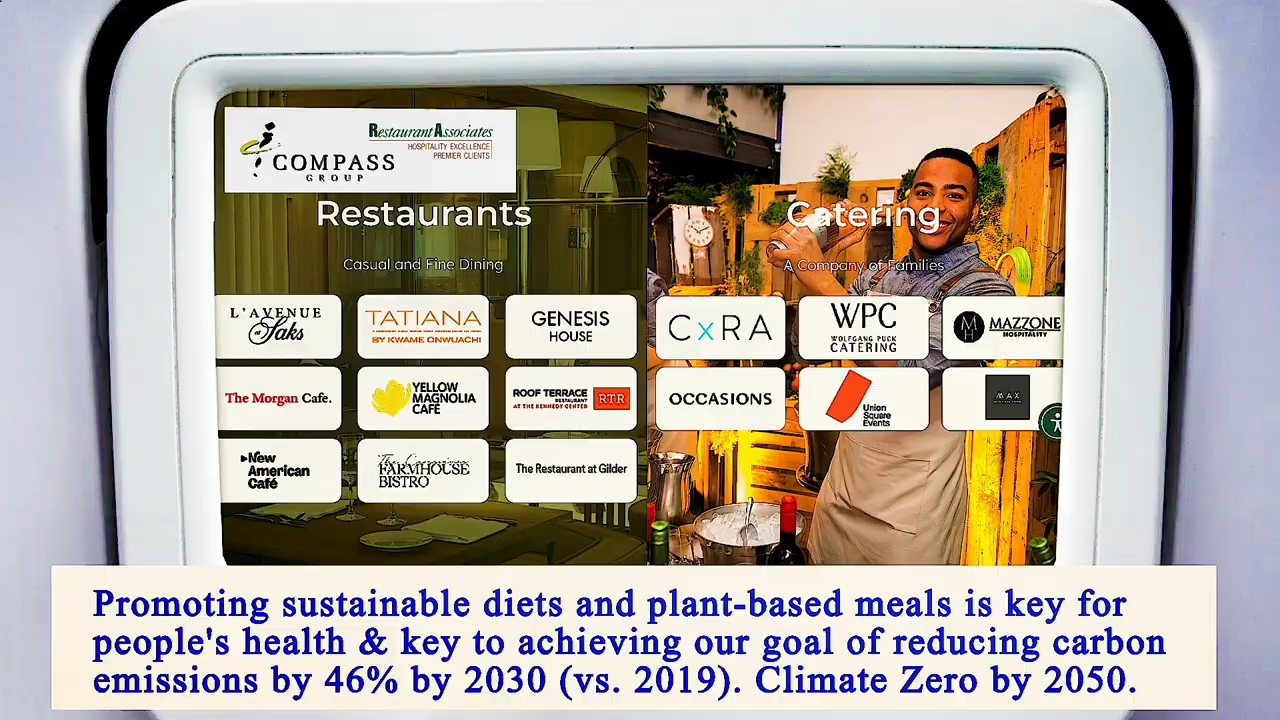 Restaurant Associates
HOSPITALITY EXCELLENCE
PREMIER CLIENTS
COMPASS
GROUP
Restaurants
Casual and Fine Dining
L'AVENUE
at Saks
TATIANA
BY KWAME ONWUACHI
GENESIS
HOUSE
The Morgan Cafe.
YELLOW
MAGNOLIA
CAFÉ
ROOF TERRACE
RESTAURANT
AT THE KENNEDY CENTER
RTR
New
American
Café
FARMHOUSE
BISTRO
The Restaurant at Gilder
Catering
A Company of Families
CxRA
WPC
WOLFGANG PUCK
CATERING
MH
MAZZONE
HOSPITALITY
OCCASIONS
Union
Square
Events
MAX
Promoting sustainable diets and plant-based meals is key for
people's health & key to achieving our goal of reducing carbon
emissions by 46% by 2030 (vs. 2019). Climate Zero by 2050.